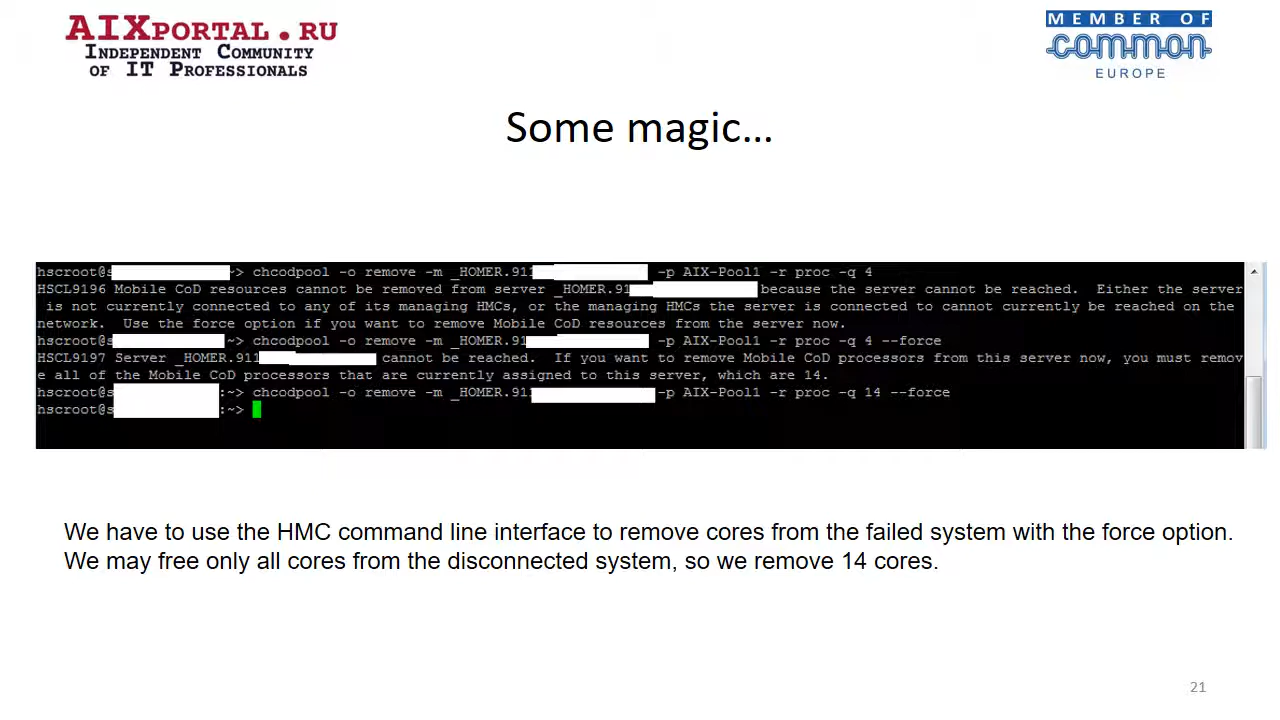 AIXPORTAL.RU
INDEPENDENT COMMUNITY
OF IT PROFESSIONALS
MEMBER OF
common
EUROPE
Some magic...
hscroot@s ~> chcodpool -o remove -m _HOMER.911 -p AIX-Pool1 -r proc -q 4
HSCL9196 Mobile CoD resources cannot be removed from server _HOMER.91 because the server cannot be reached.  Either the server
is not currently connected to any of its managing HMCs, or the managing HMCs the server is connected to cannot currently be reached on the
network.  Use the force option if you want to remove Mobile CoD resources from the server now.
hscroot@s ~> chcodpool -o remove -m _HOMER.911 -p AIX-Pool1 -r proc -q 4 --force
HSCL9197 Server _HOMER.911 cannot be reached.  If you want to remove Mobile CoD processors from this server now, you must remov
e all of the Mobile CoD processors that are currently assigned to this server, which are 14.
hscroot@s :~> chcodpool -o remove -m _HOMER.911 -p AIX-Pool1 -r proc -q 14 --force
hscroot@s :~>
We have to use the HMC command line interface to remove cores from the failed system with the force option.
We may free only all cores from the disconnected system, so we remove 14 cores.
21